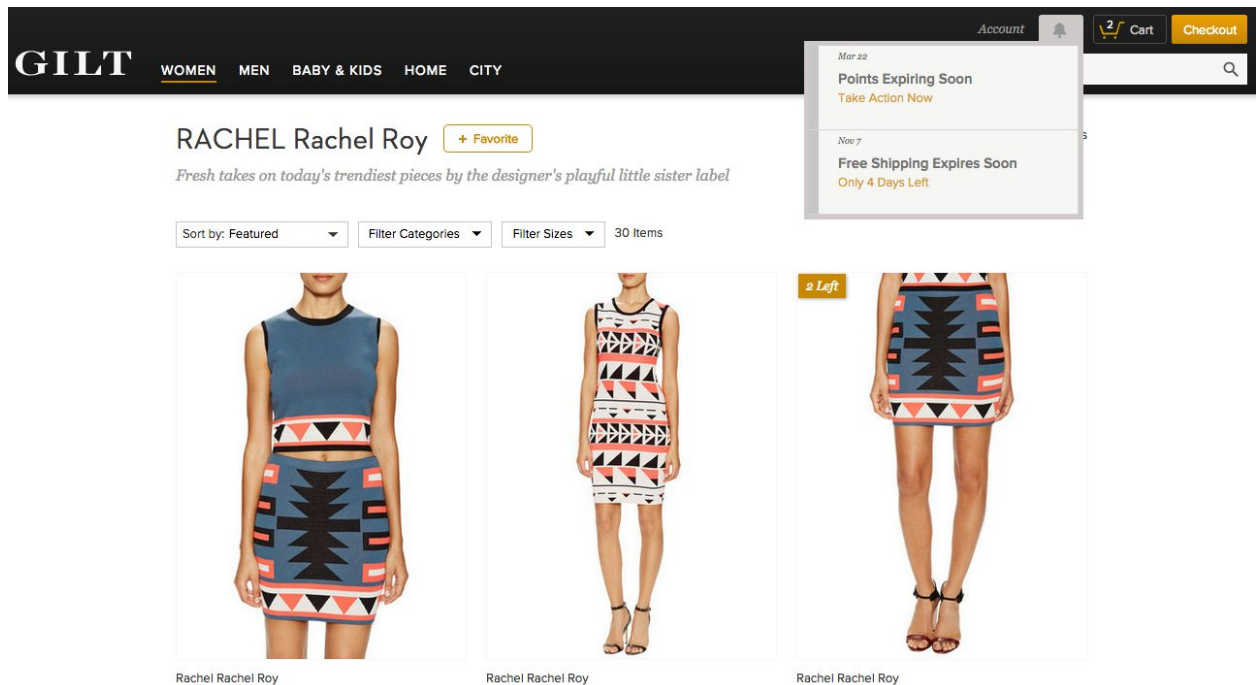 Account
2
Cart
Checkout
GILT
WOMEN MEN BABY & KIDS HOME CITY
Mar 22
Points Expiring Soon
Take Action Now
Nov 7
Free Shipping Expires Soon
Only 4 Days Left
s
RACHEL Rachel Roy
+ Favorite
Fresh takes on today's trendiest pieces by the designer's playful little sister label
Sort by: Featured
Filter Categories
Filter Sizes
30 Items
2 Left
Rachel Rachel Roy
Rachel Rachel Roy
Rachel Rachel Roy